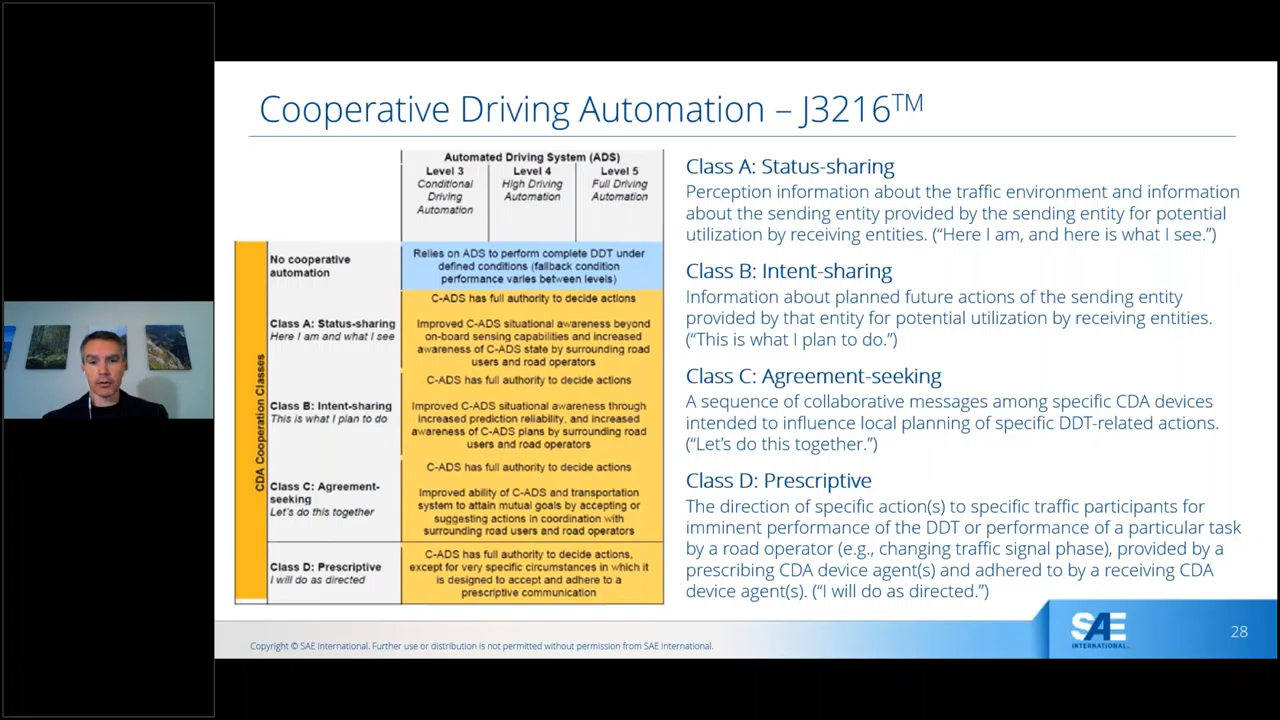 Cooperative Driving Automation – J3216™
Automated Driving System (ADS)
Level 3
Conditional
Driving
Automation
Level 4
High Driving
Automation
Level 5
Full Driving
Automation
CDA Cooperation Classes
No cooperative
automation
Relies on ADS to perform complete DDT under
defined conditions (fallback condition
performance varies between levels)
Class A: Status-sharing
Here I am and what I see
C-ADS has full authority to decide actions
Improved C-ADS situational awareness beyond
on-board sensing capabilities and increased
awareness of C-ADS state by surrounding road
users and road operators
Class B: Intent-sharing
This is what I plan to do
C-ADS has full authority to decide actions
Improved C-ADS situational awareness through
increased prediction reliability, and increased
awareness of C-ADS plans by surrounding road
users and road operators
Class C: Agreement-
seeking
Let's do this together
C-ADS has full authority to decide actions
Improved ability of C-ADS and transportation
system to attain mutual goals by accepting or
suggesting actions in coordination with
surrounding road users and road operators
Class D: Prescriptive
I will do as directed
C-ADS has full authority to decide actions,
except for very specific circumstances in which it
is designed to accept and adhere to a
prescriptive communication
Class A: Status-sharing
Perception information about the traffic environment and information
about the sending entity provided by the sending entity for potential
utilization by receiving entities. (“Here I am, and here is what I see.”)
Class B: Intent-sharing
Information about planned future actions of the sending entity
provided by that entity for potential utilization by receiving entities.
(“This is what I plan to do.”)
Class C: Agreement-seeking
A sequence of collaborative messages among specific CDA devices
intended to influence local planning of specific DDT-related actions.
(“Let’s do this together.”)
Class D: Prescriptive
The direction of specific action(s) to specific traffic participants for
imminent performance of the DDT or performance of a particular task
by a road operator (e.g., changing traffic signal phase), provided by a
prescribing CDA device agent(s) and adhered to by a receiving CDA
device agent(s). (“I will do as directed.”)
Copyright © SAE International. Further use or distribution is not permitted without permission from SAE International.
SAE
INTERNATIONAL
28